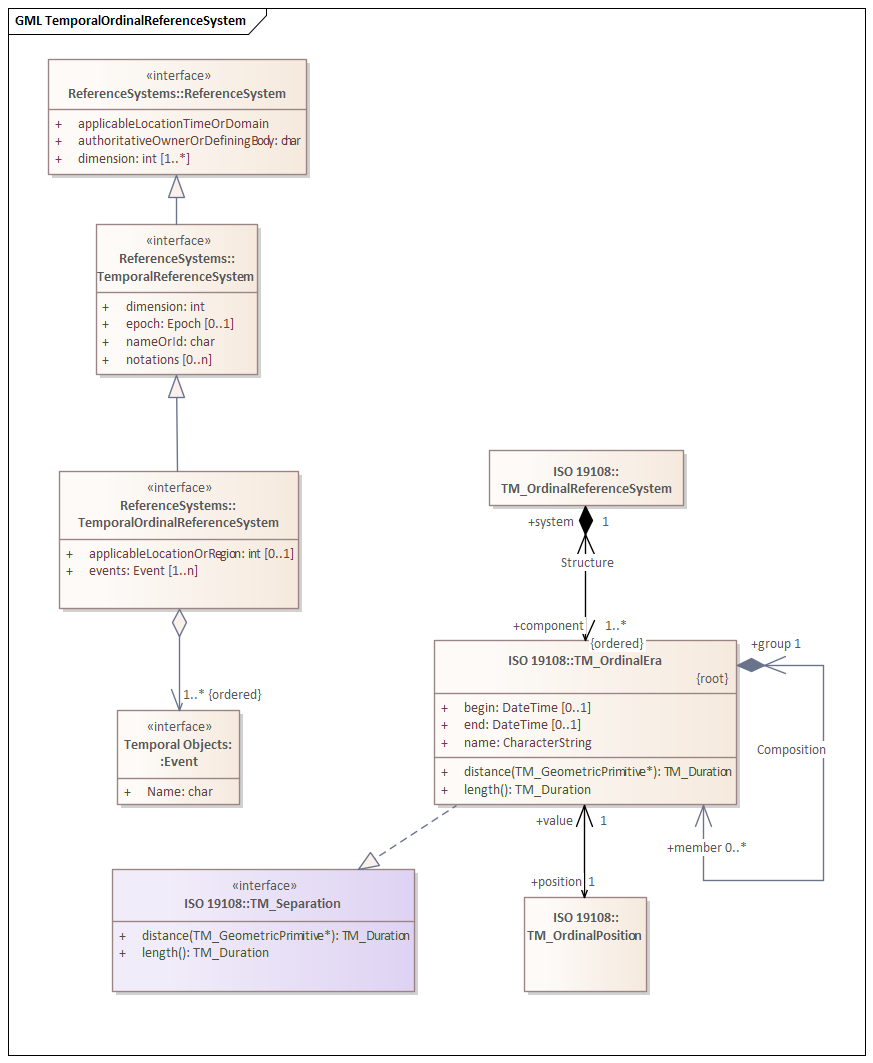 GML TemporalOrdinalReferenceSystem
«interface»
ReferenceSystems::ReferenceSystem
+ applicableLocationTimeOrDomain
+ authoritativeOwnerOrDefiningBody: char
+ dimension: int [1..*]
«interface»
ReferenceSystems::
TemporalReferenceSystem
+ dimension: int
+ epoch: Epoch [0..1]
+ nameOrId: char
+ notations [0..n]
«interface»
ReferenceSystems::
TemporalOrdinalReferenceSystem
+ applicableLocationOrRegion: int [0..1]
+ events: Event [1..n]
1..* {ordered}
«interface»
Temporal Objects:
:Event
+ Name: char
ISO 19108::
TM_OrdinalReferenceSystem
+system 1
Structure
+component 1..*
{ordered}
ISO 19108::TM_OrdinalEra
{root}
+ begin: DateTime [0..1]
+ end: DateTime [0..1]
+ name: CharacterString
+ distance(TM_GeometricPrimitive*): TM_Duration
+ length(): TM_Duration
+group 1
Composition
+member 0..*
+value 1
+position 1
«interface»
ISO 19108::TM_Separation
+ distance(TM_GeometricPrimitive*): TM_Duration
+ length(): TM_Duration
ISO 19108::
TM_OrdinalPosition